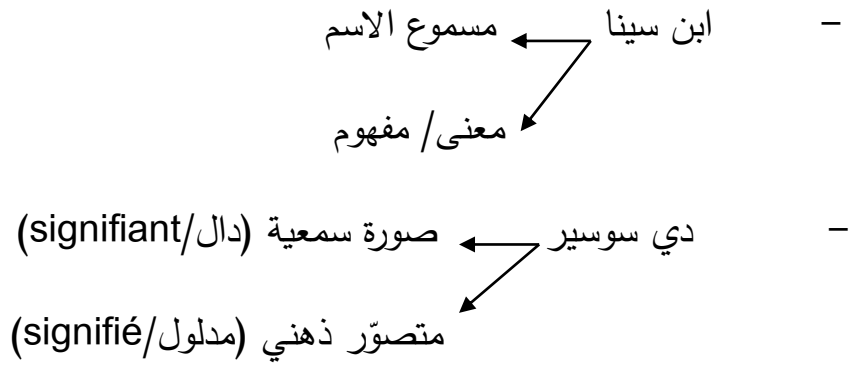 - ابن سينا مسموع الاسم
معنى/ مفهوم
- دي سوسير صورة سمعية (دال/signifiant)
متصوّر ذهني (مدلول/signifié)